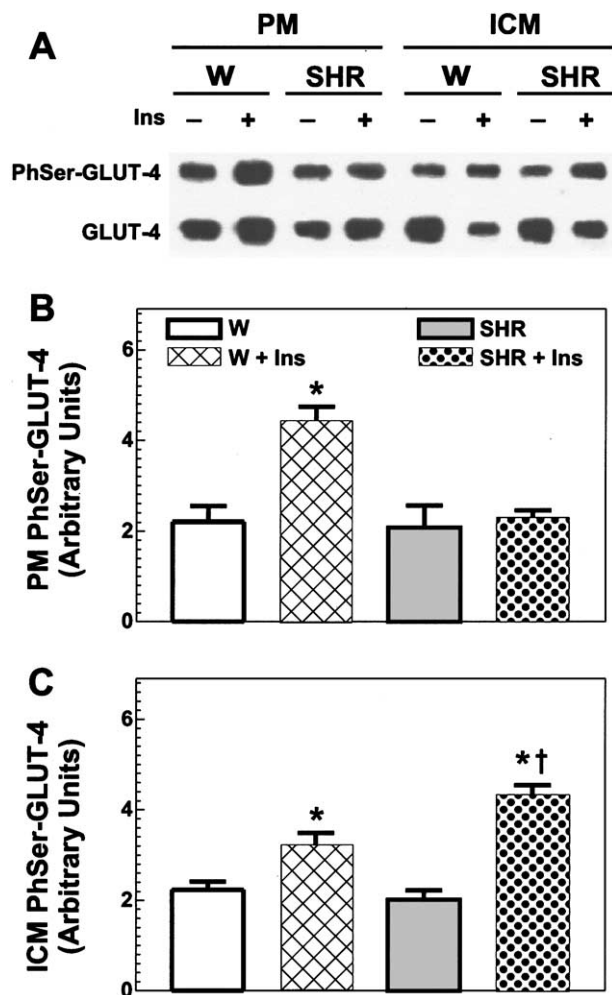 A
PM ICM
W SHR W SHR
Ins – + – + – + – +
PhSer-GLUT-4
GLUT-4
B
W SHR
W + Ins SHR + Ins
PM PhSer-GLUT-4
(Arbitrary Units)
6
4
2
0
*
C
ICM PhSer-GLUT-4
(Arbitrary Units)
6
4
2
0
*
*†